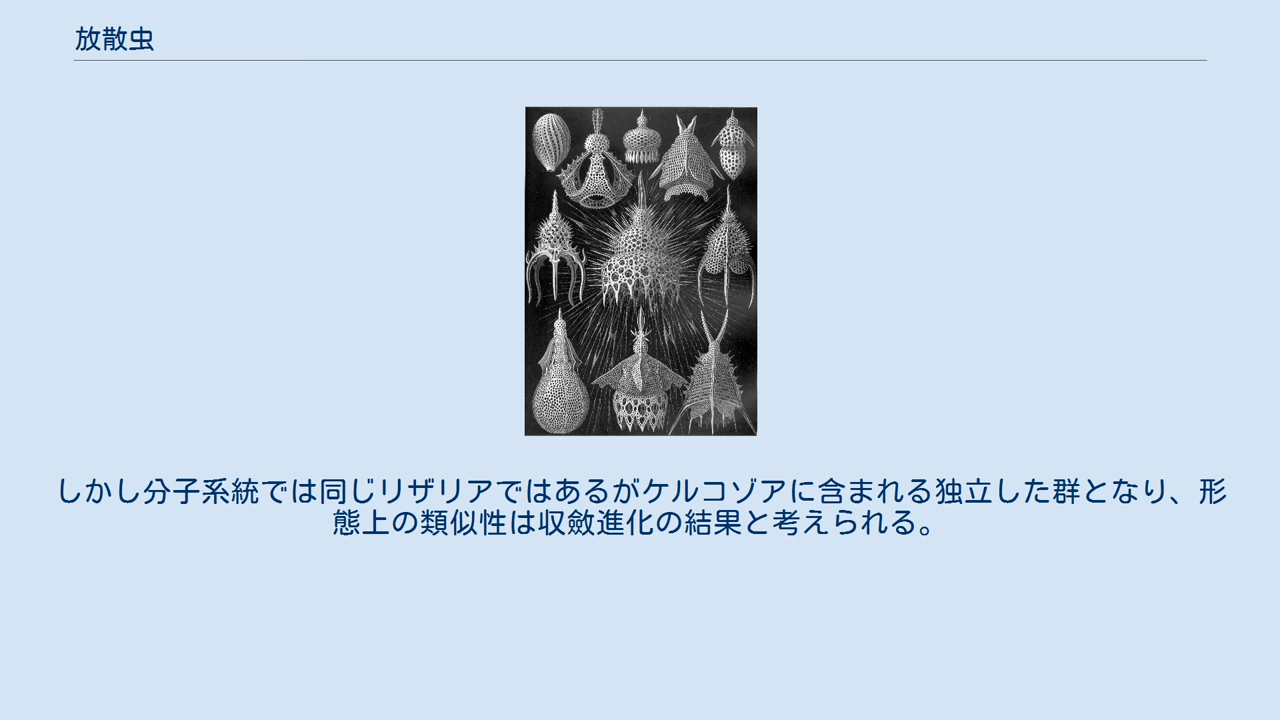 放散虫
しかし分子系統では同じリザリアではあるがケルコゾアに含まれる独立した群となり、形
態上の類似性は収斂進化の結果と考えられる。